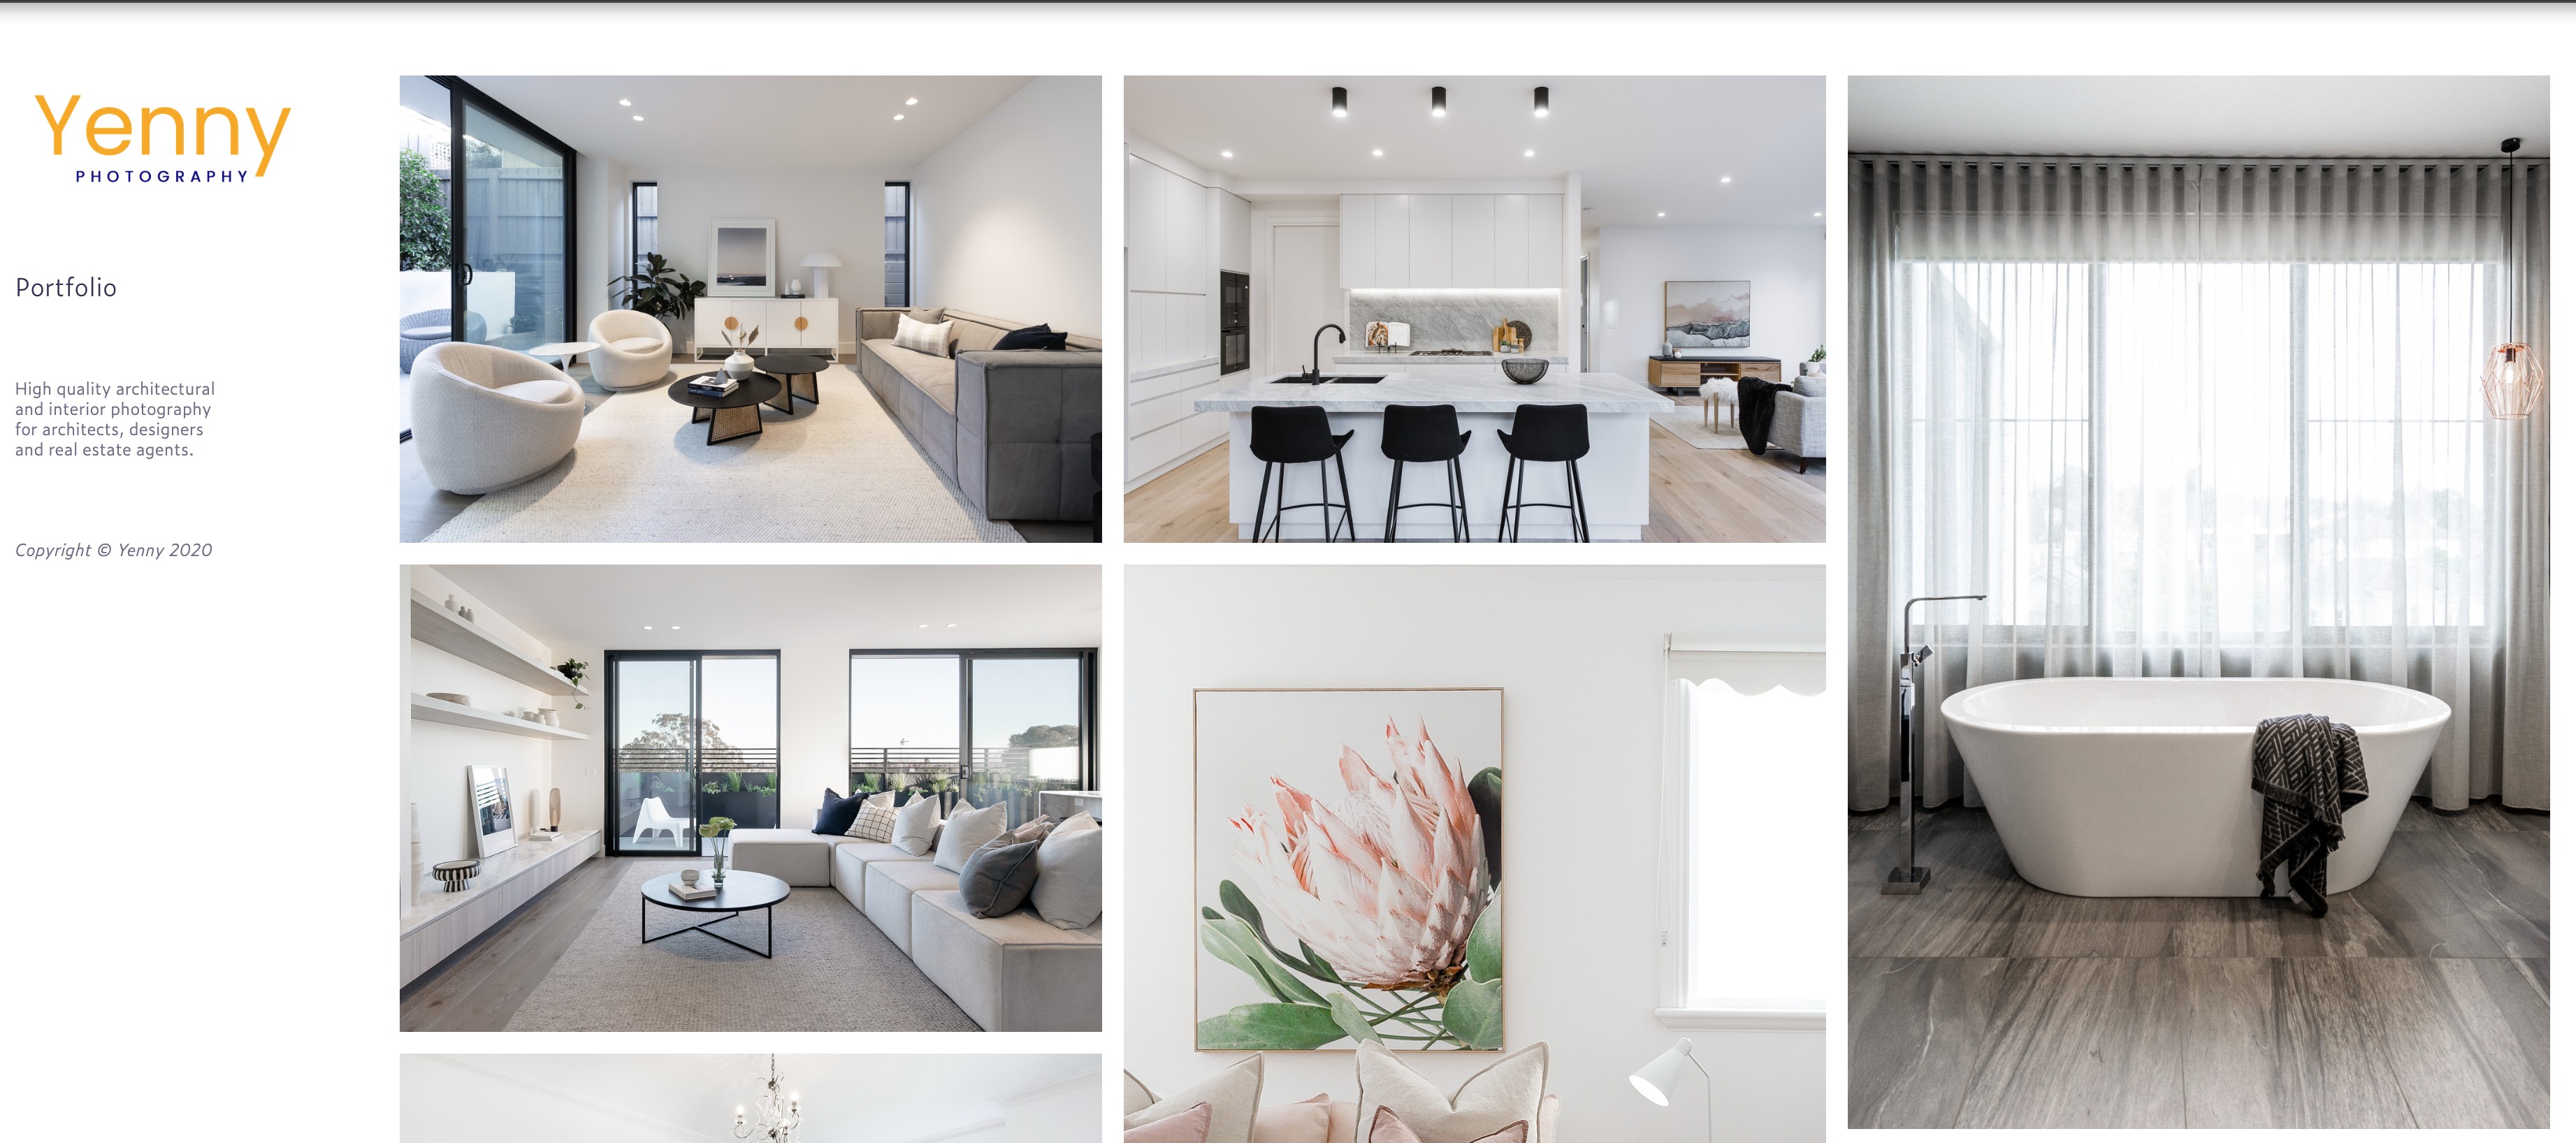 Yenny
PHOTOGRAPHY
Portfolio
High quality architectural
and interior photography
for architects, designers
and real estate agents.
Copyright © Yenny 2020